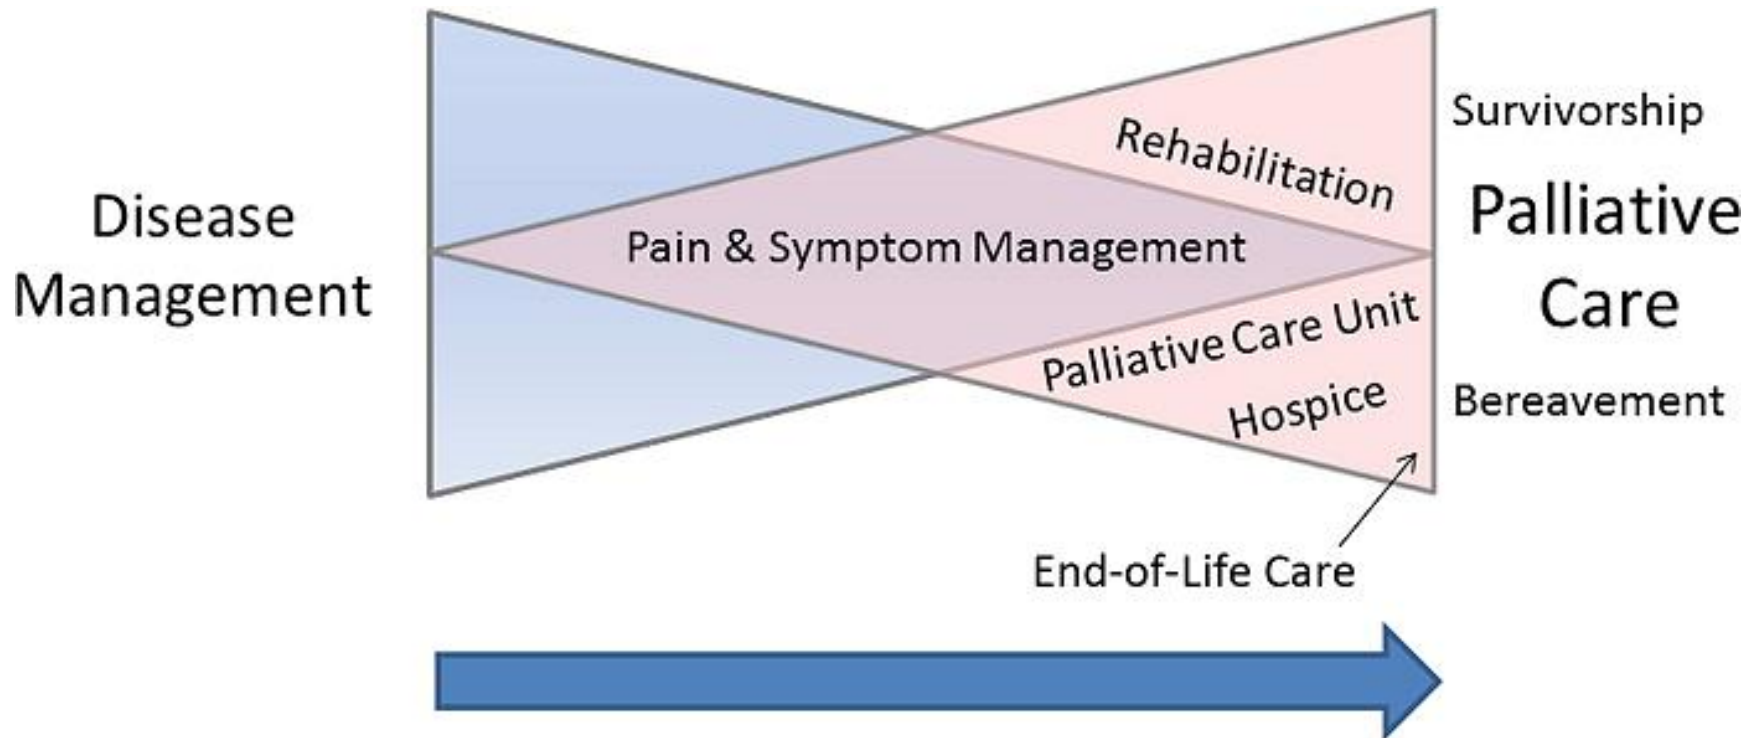 Disease
Management
Pain & Symptom Management
Rehabilitation
Palliative Care Unit
Hospice
Survivorship
Palliative
Care
Bereavement
End-of-Life Care